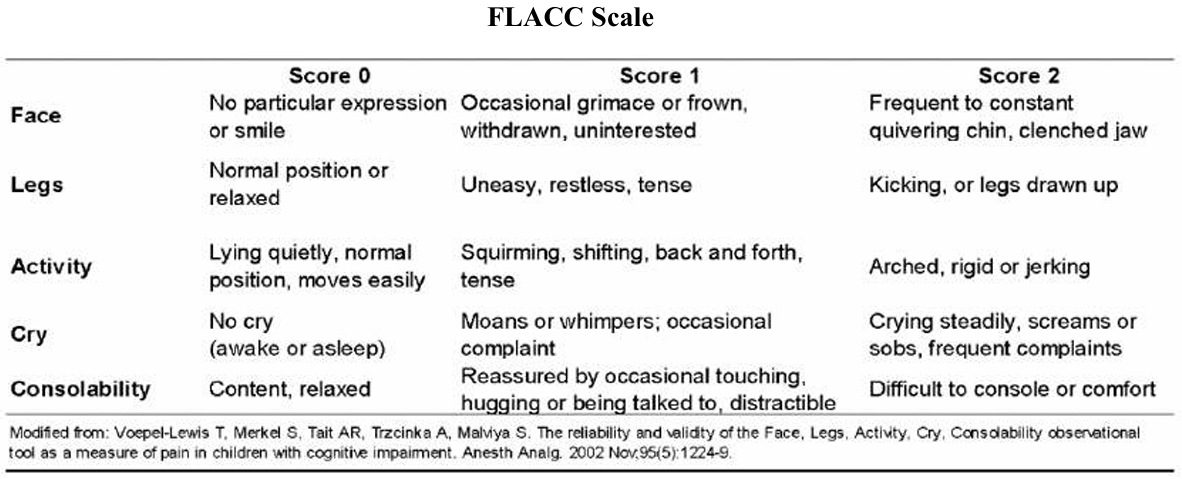 FLACC Scale
Score 0 Score 1 Score 2
Face No particular expression or smile Occasional grimace or frown, withdrawn, uninterested Frequent to constant quivering chin, clenched jaw
Legs Normal position or relaxed Uneasy, restless, tense Kicking, or legs drawn up
Activity Lying quietly, normal position, moves easily Squirming, shifting, back and forth, tense Arched, rigid or jerking
Cry No cry (awake or asleep) Moans or whimpers; occasional complaint Crying steadily, screams or sobs, frequent complaints
Consolability Content, relaxed Reassured by occasional touching, hugging or being talked to, distractible Difficult to console or comfort
Modified from: Voepel-Lewis T, Merkel S, Tait AR, Trzcinka A, Malviya S. The reliability and validity of the Face, Legs, Activity, Cry, Consolability observational
tool as a measure of pain in children with cognitive impairment. Anesth Analg. 2002 Nov;95(5):1224-9.